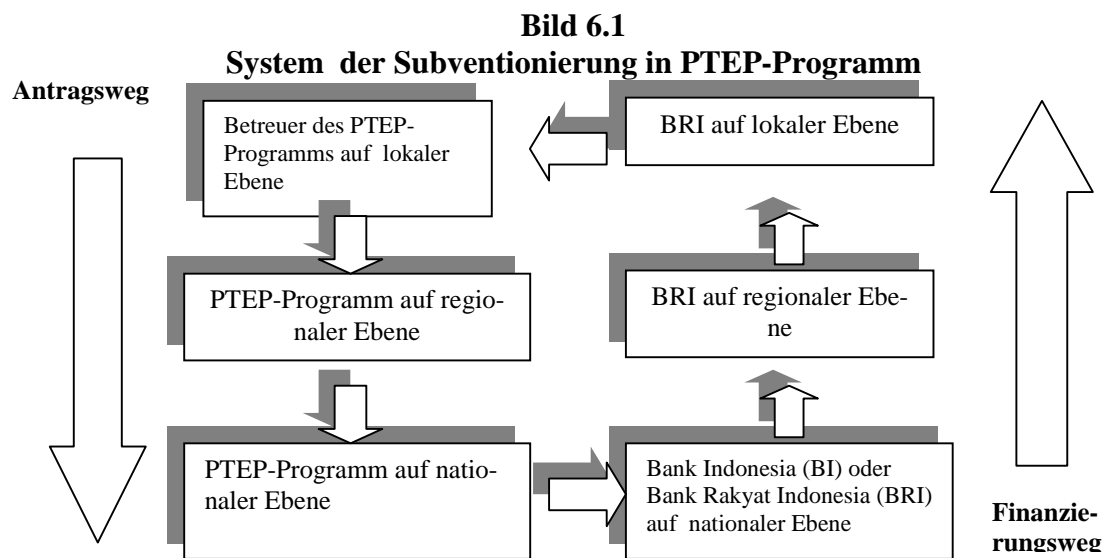 Bild 6.1
System der Subventionierung in PTEP-Programm
Antragsweg
Betreuer des PTEP-
Programms auf lokaler
Ebene
BRI auf lokaler Ebene
PTEP-Programm auf regio-
naler Ebene
BRI auf regionaler Ebe-
ne
PTEP-Programm auf natio-
naler Ebene
Bank Indonesia (BI) oder
Bank Rakyat Indonesia (BRI)
auf nationaler Ebene
Finanzie-
rungsweg